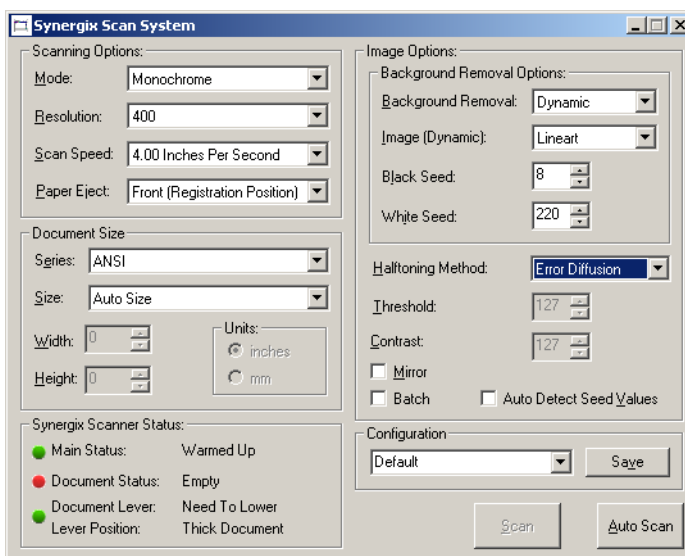 Synergix Scan System
Scanning Options:
Mode: Monochrome
Resolution: 400
Scan Speed: 4.00 Inches Per Second
Paper Eject: Front (Registration Position)
Document Size
Series: ANSI
Size: Auto Size
Width: 0
Height: 0
Units:
inches
mm
Synergix Scanner Status:
Main Status: Warmed Up
Document Status: Empty
Document Lever: Need To Lower
Lever Position: Thick Document
Image Options:
Background Removal Options:
Background Removal: Dynamic
Image (Dynamic): Lineart
Black Seed: 8
White Seed: 220
Halftoning Method: Error Diffusion
Threshold: 127
Contrast: 127
Mirror
Batch Auto Detect Seed Values
Configuration
Default Save
Scan Auto Scan